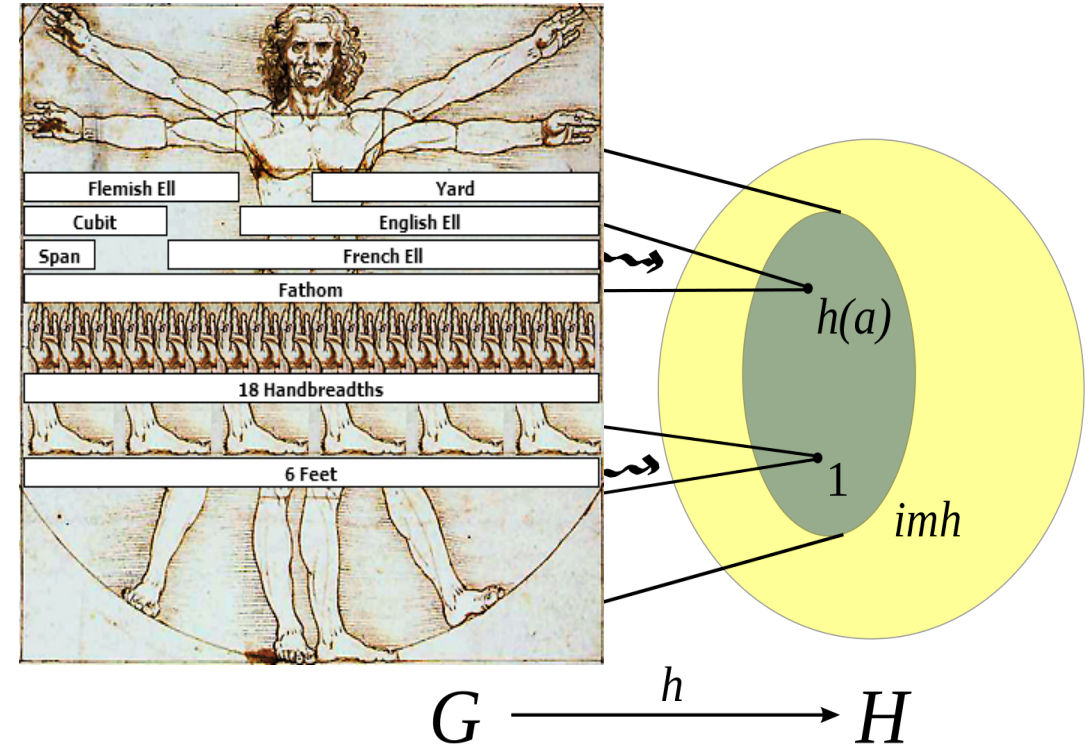 Flemish Ell
Yard
Cubit
English Ell
Span
French Ell
Fathom
h(a)
18 Handbreadths
6 Feet
1
imh
h
G
H